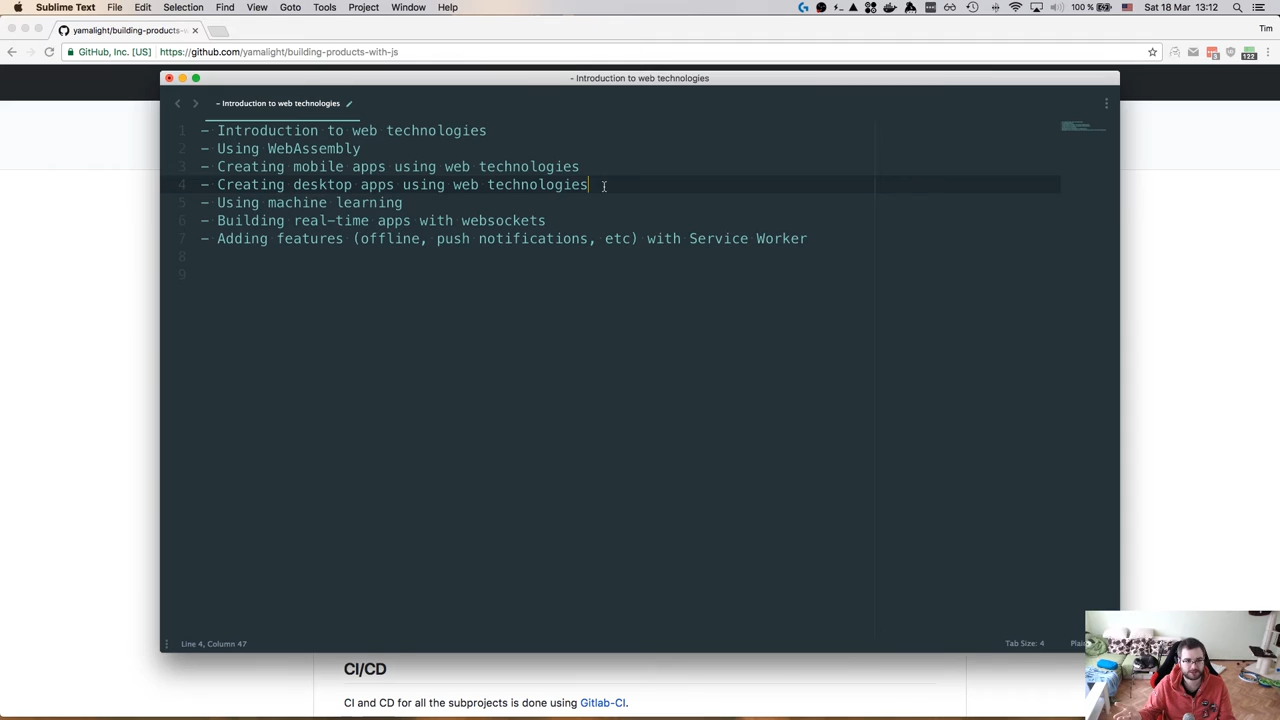 Sublime Text File Edit Selection Find View Goto Tools Project Window Help 100 % Sat 18 Mar 13:12
yamalight/building-products-w Tim
GitHub, Inc. [US] https://github.com/yamalight/building-products-with-js 3 122
- Introduction to web technologies
- Introduction to web technologies
1 - Introduction to web technologies
2 - Using WebAssembly
3 - Creating mobile apps using web technologies
4 - Creating desktop apps using web technologies
5 - Using machine learning
6 - Building real-time apps with websockets
7 - Adding features (offline, push notifications, etc) with Service Worker
8
9
Line 4, Column 47 Tab Size: 4
CI/CD
CI and CD for all the subprojects is done using Gitlab-CI.